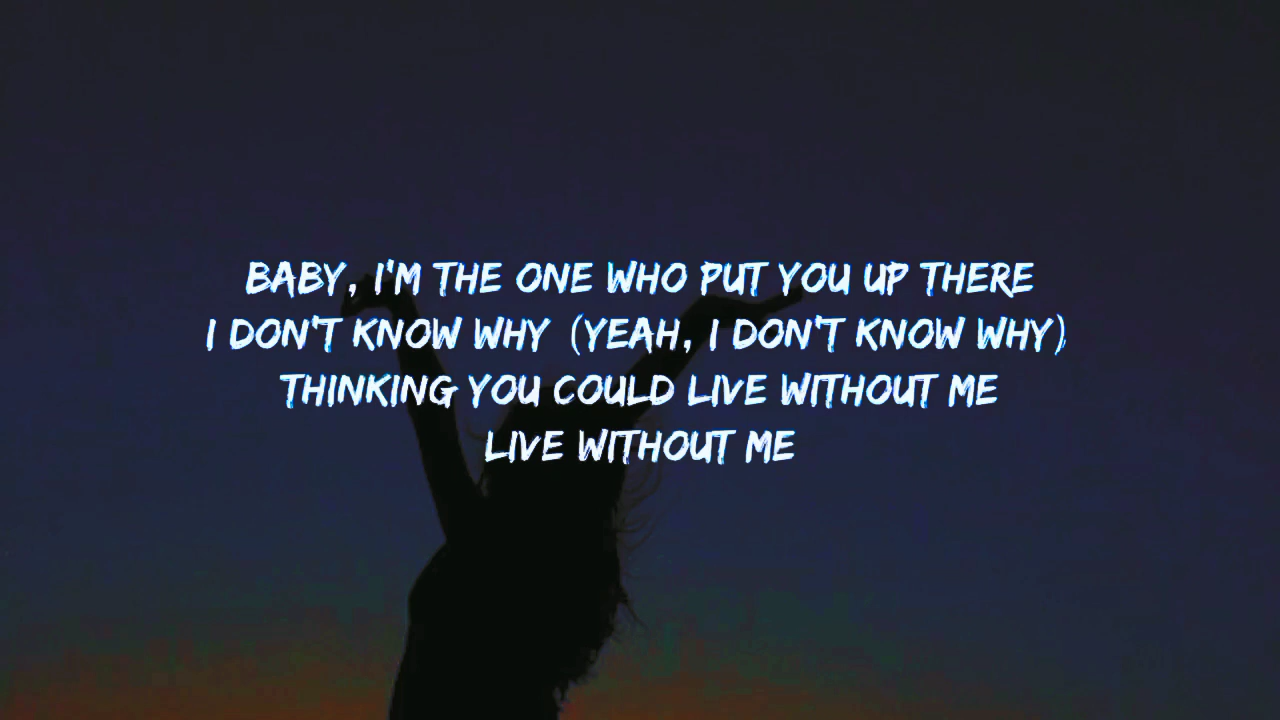 BABY, I'M THE ONE WHO PUT YOU UP THERE
I DON'T KNOW WHY (YEAH, I DON'T KNOW WHY)
THINKING YOU COULD LIVE WITHOUT ME
LIVE WITHOUT ME